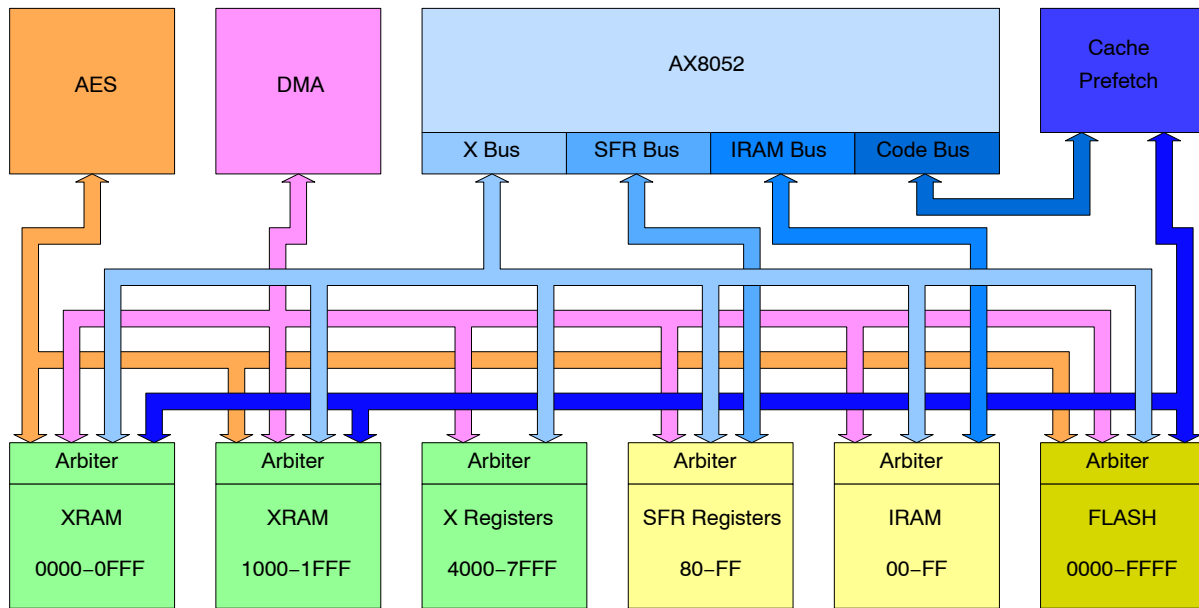 AES
DMA
AX8052
Cache
Prefetch
X Bus
SFR Bus
IRAM Bus
Code Bus
Arbiter
XRAM
0000−0FFF
Arbiter
XRAM
1000−1FFF
Arbiter
X Registers
4000−7FFF
Arbiter
SFR Registers
80−FF
Arbiter
IRAM
00−FF
Arbiter
FLASH
0000−FFFF